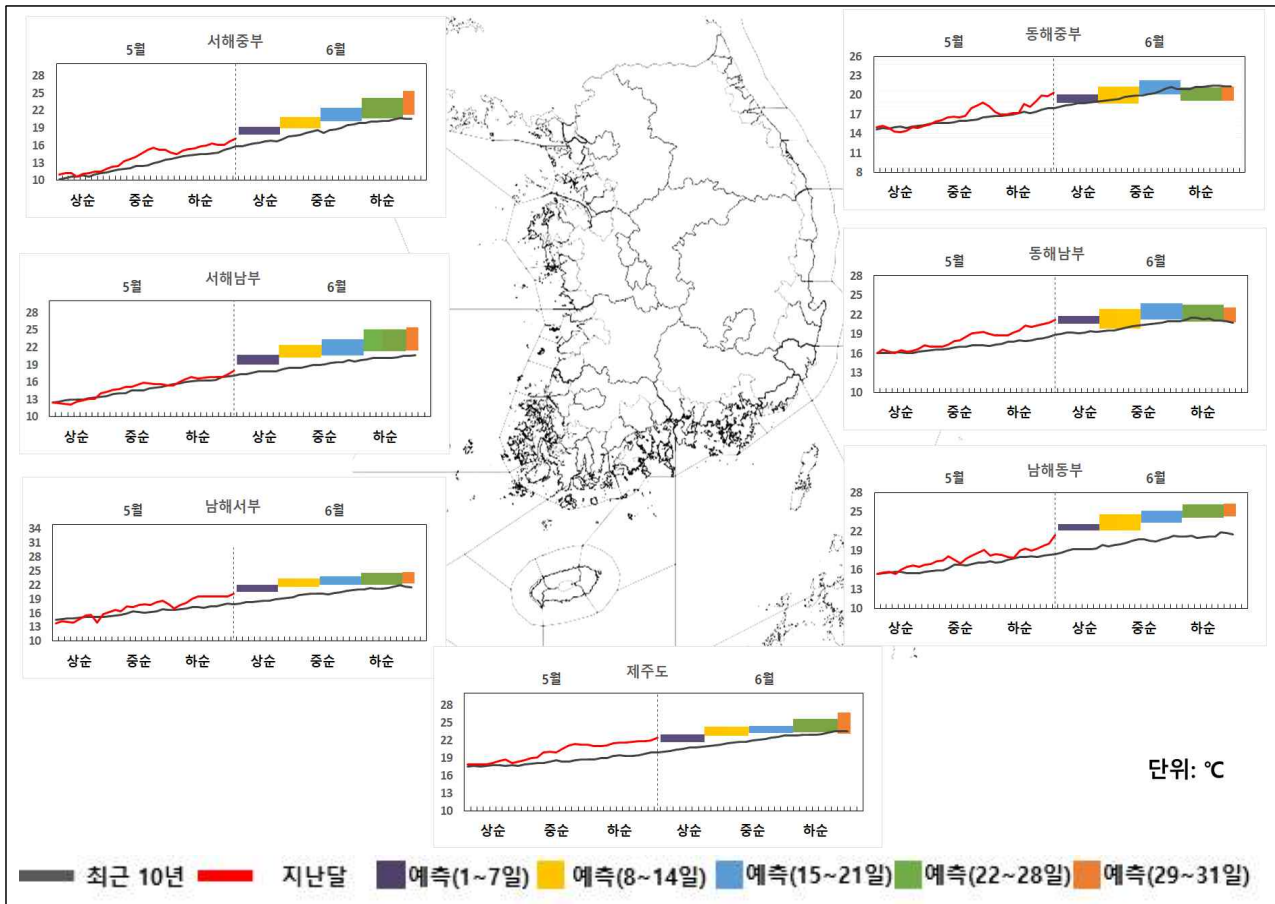 서해중부
5월 6월
28
25
22
19
16
13
10
상순 중순 하순 상순 중순 하순
동해중부
5월 6월
26
23
20
17
14
11
8
상순 중순 하순 상순 중순 하순
서해남부
5월 6월
28
25
22
19
16
13
10
상순 중순 하순 상순 중순 하순
동해남부
5월 6월
28
25
22
19
16
13
10
상순 중순 하순 상순 중순 하순
남해서부
5월 6월
34
31
28
25
22
19
16
13
10
상순 중순 하순 상순 중순 하순
남해동부
5월 6월
28
25
22
19
16
13
10
상순 중순 하순 상순 중순 하순
제주도
5월 6월
28
25
22
19
16
13
10
상순 중순 하순 상순 중순 하순
단위: ℃
최근 10년 지난달 예측(1~7일) 예측(8~14일) 예측(15~21일) 예측(22~28일) 예측(29~31일)